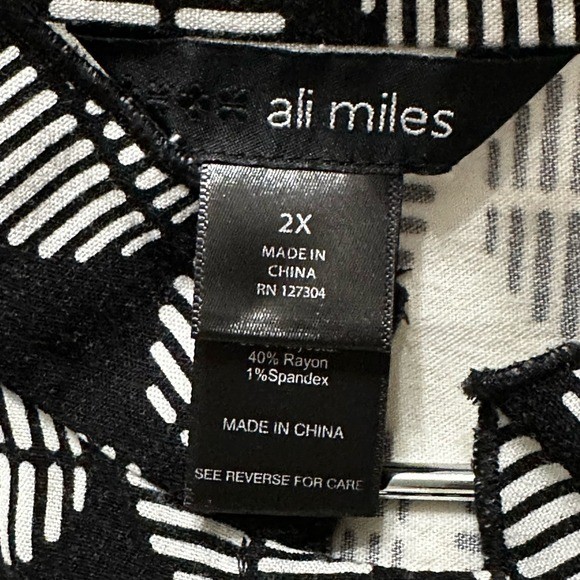 ali miles
2X
MADE IN
CHINA
RN 127304
40% Rayon
1%Spandex
MADE IN CHINA
SEE REVERSE FOR CARE